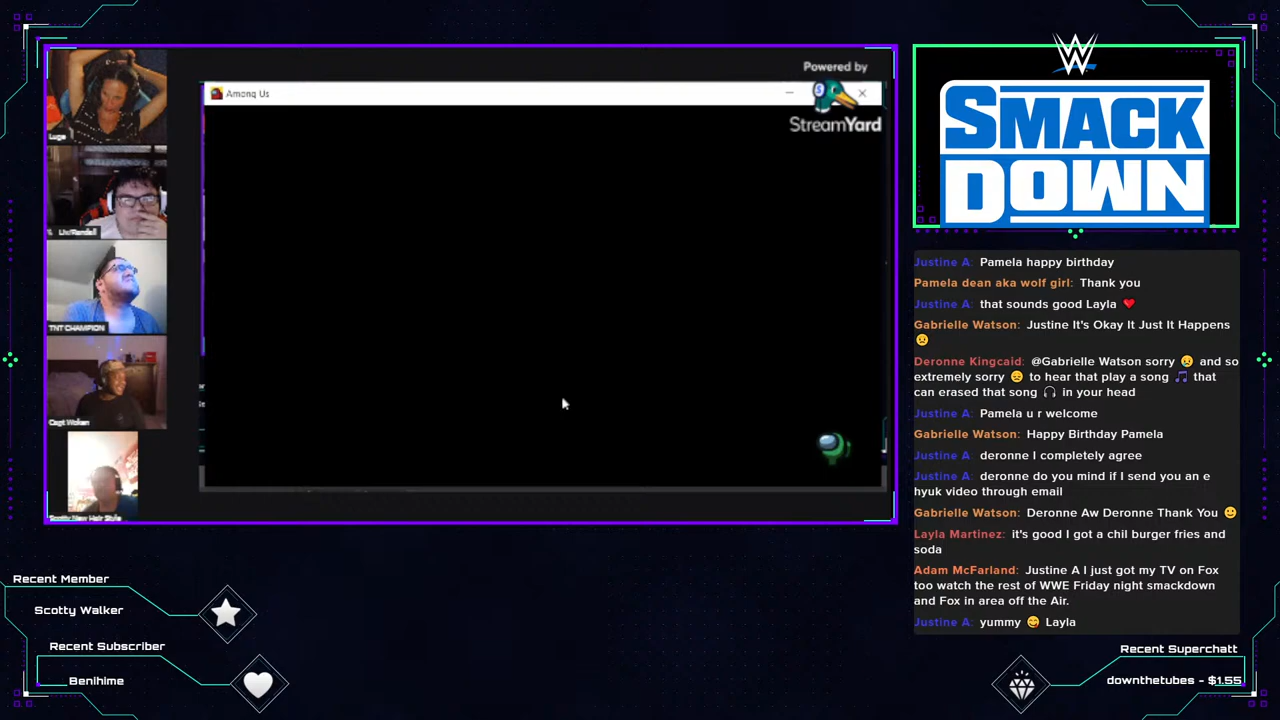 Among Us
Powered by
StreamYard
Luge
TNT CHAMPION
W
SMACK
DOWN
Justine A: Pamela happy birthday
Pamela dean aka wolf girl: Thank you
Justine A: that sounds good Layla ❤️
Gabrielle Watson: Justine It's Okay It Just It Happens
😟
Deronne Kingcaid: @Gabrielle Watson sorry 😥 and so
extremely sorry 😔 to hear that play a song 🎵 that
can erased that song 🎧 in your head
Justine A: Pamela u r welcome
Gabrielle Watson: Happy Birthday Pamela
Justine A: deronne I completely agree
Justine A: deronne do you mind if I send you an e
hyuk video through email
Gabrielle Watson: Deronne Aw Deronne Thank You 🙂
Layla Martinez: it's good I got a chil burger fries and
soda
Adam McFarland: Justine A I just got my TV on Fox
too watch the rest of WWE Friday night smackdown
and Fox in area off the Air.
Justine A: yummy 😋 Layla
Recent Member
Scotty Walker
Recent Subscriber
Benihime
Recent Superchatt
downthetubes - $1.55